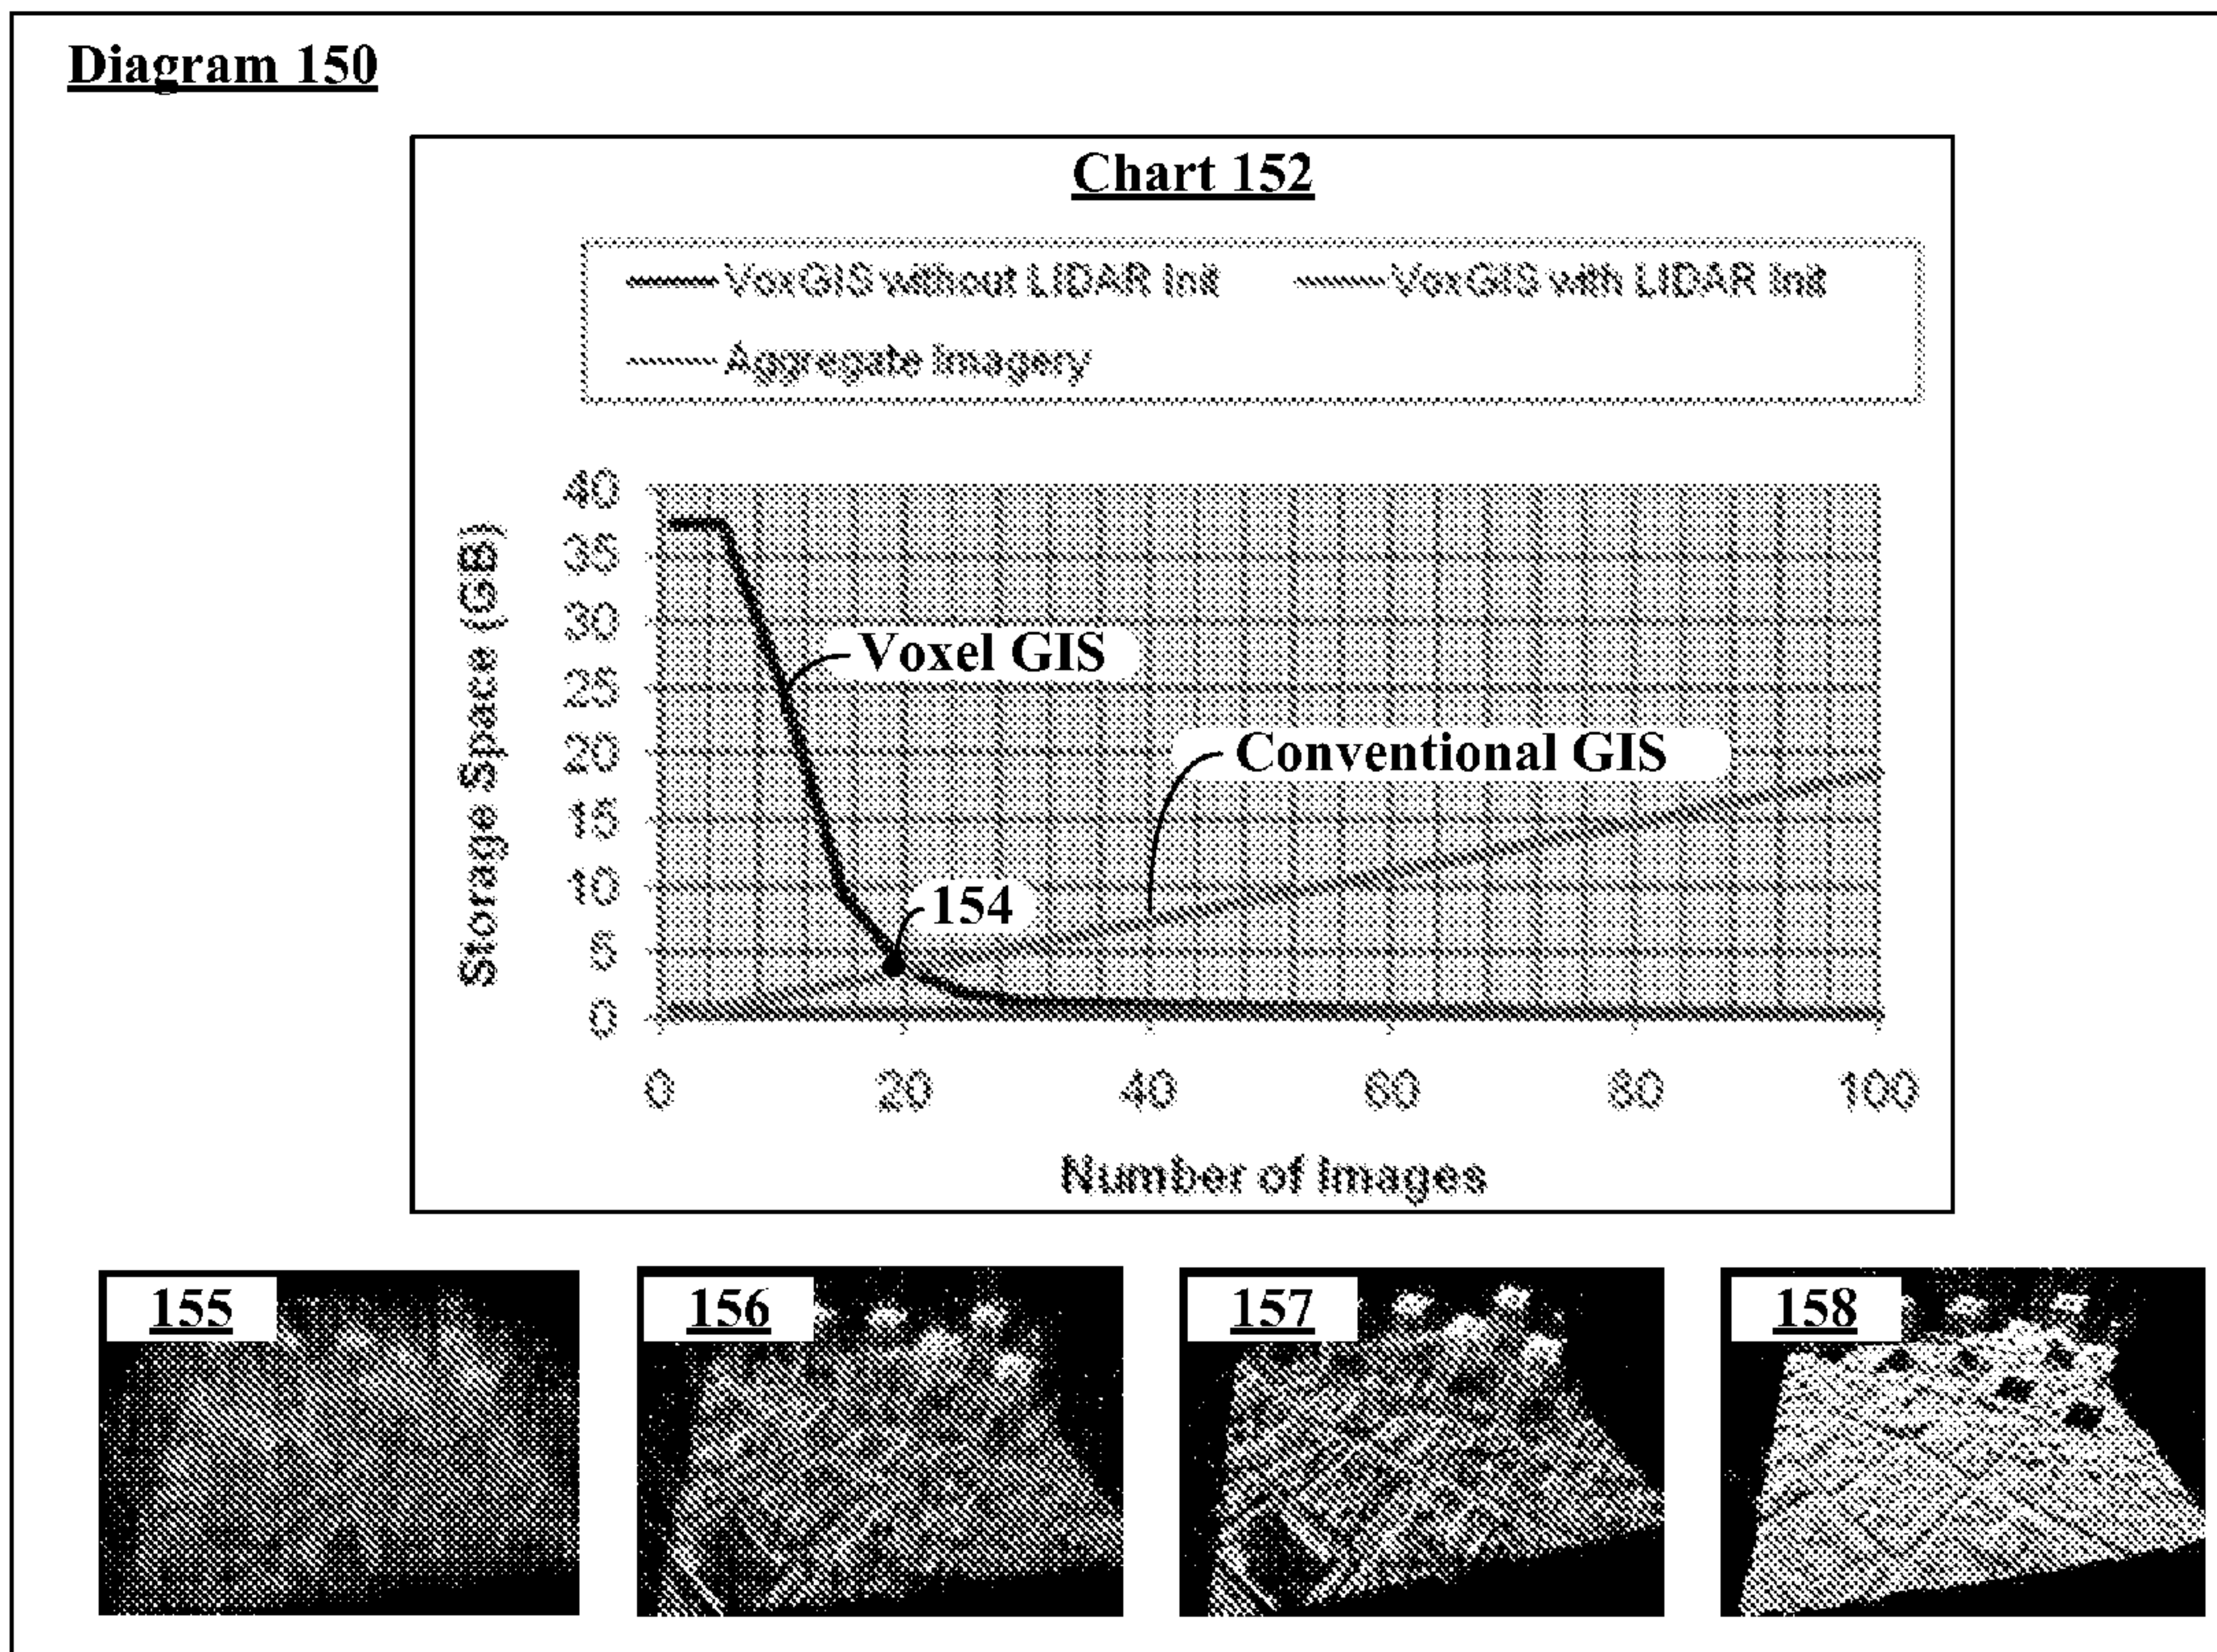 Diagram 150
Chart 152
VoxGIS without LIDAR Init
VoxGIS with LIDAR Init
Aggregate Imagery
Storage Space (GB)
40
35
30
25
20
15
10
5
0
Voxel GIS
Conventional GIS
154
0 20 40 60 80 100
Number of Images
155
156
157
158